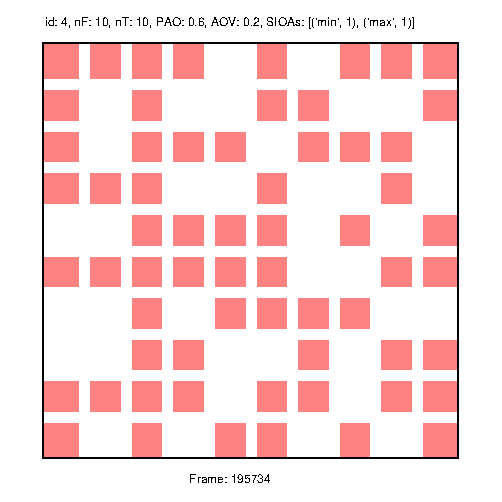 id: 4, nF: 10, nT: 10, PAO: 0.6, AOV: 0.2, SIOAs: [('min', 1), ('max', 1)]
Frame: 195734